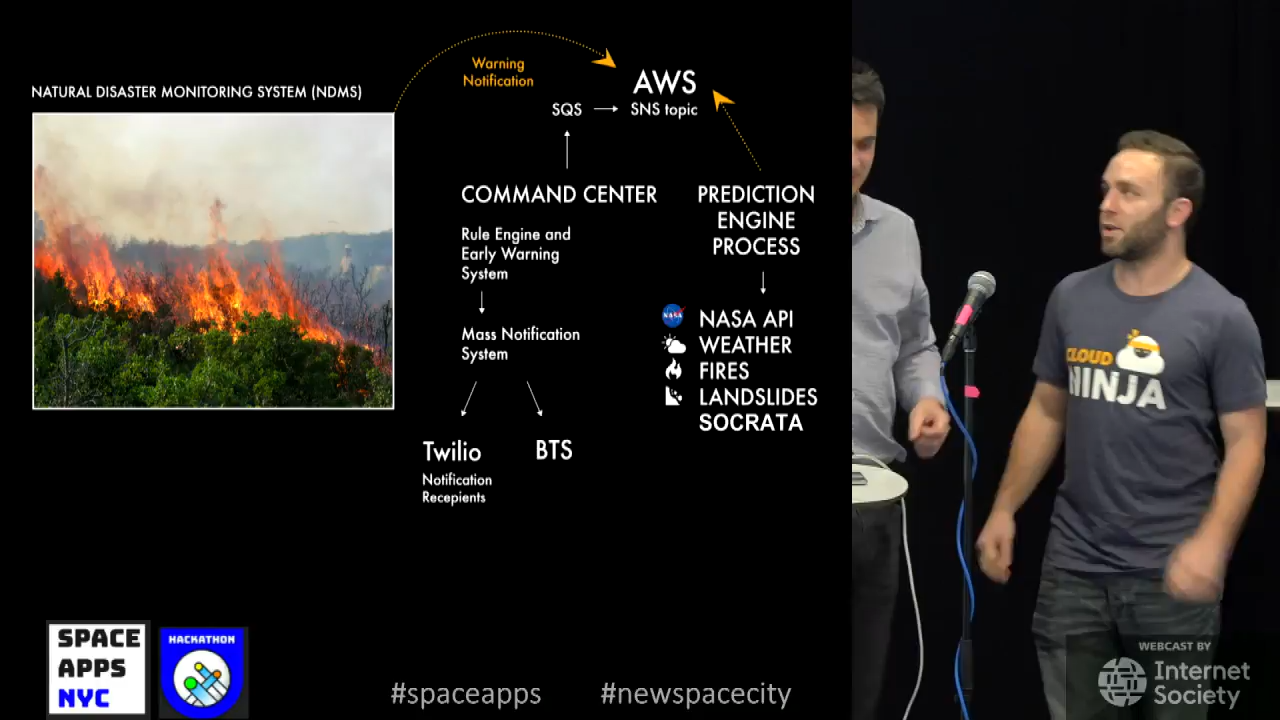 NATURAL DISASTER MONITORING SYSTEM (NDMS)
Warning
Notification
AWS
SQS
SNS topic
COMMAND CENTER
Rule Engine and
Early Warning
System
Mass Notification
System
Twilio
Notification
Recepients
BTS
PREDICTION
ENGINE
PROCESS
NASA
NASA API
WEATHER
FIRES
LANDSLIDES
SOCRATA
CLOUD
NINJA
SPACE
APPS
NYC
HACKATHON
#spaceapps
#newspacecity
WEBCAST BY
Internet
Society